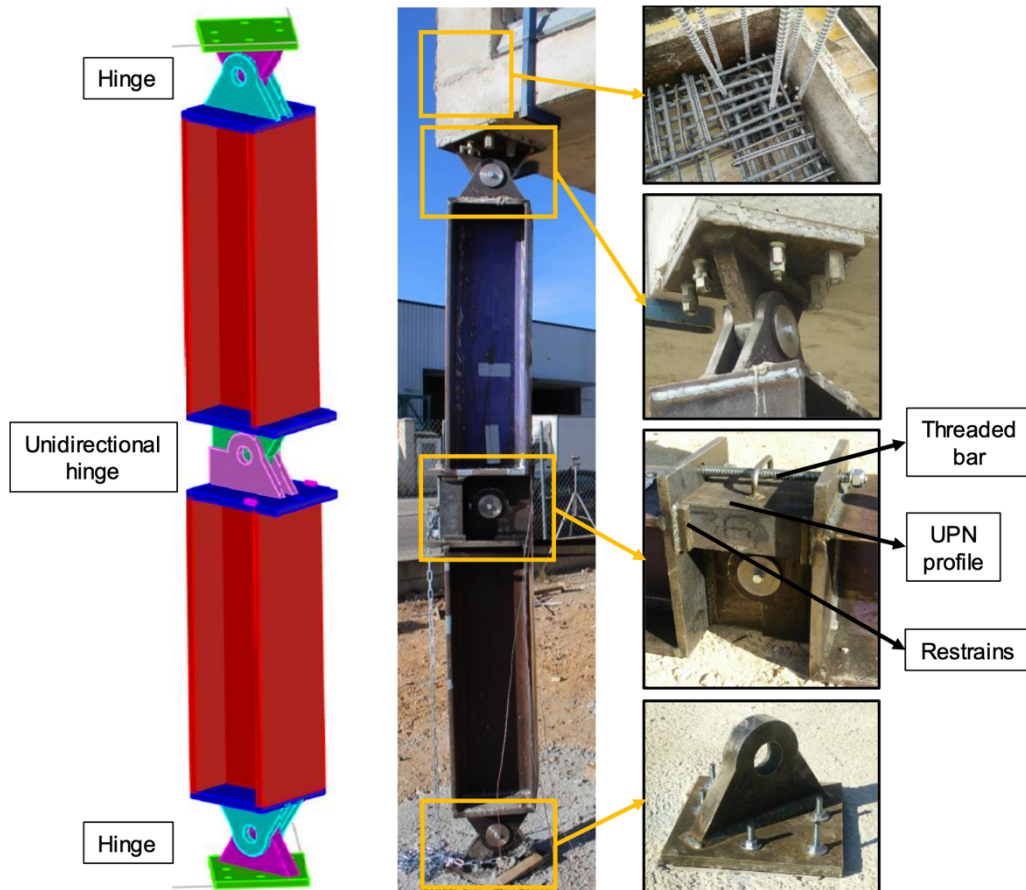 Hinge
Unidirectional
hinge
Hinge
Threaded
bar
UPN
profile
Restrains